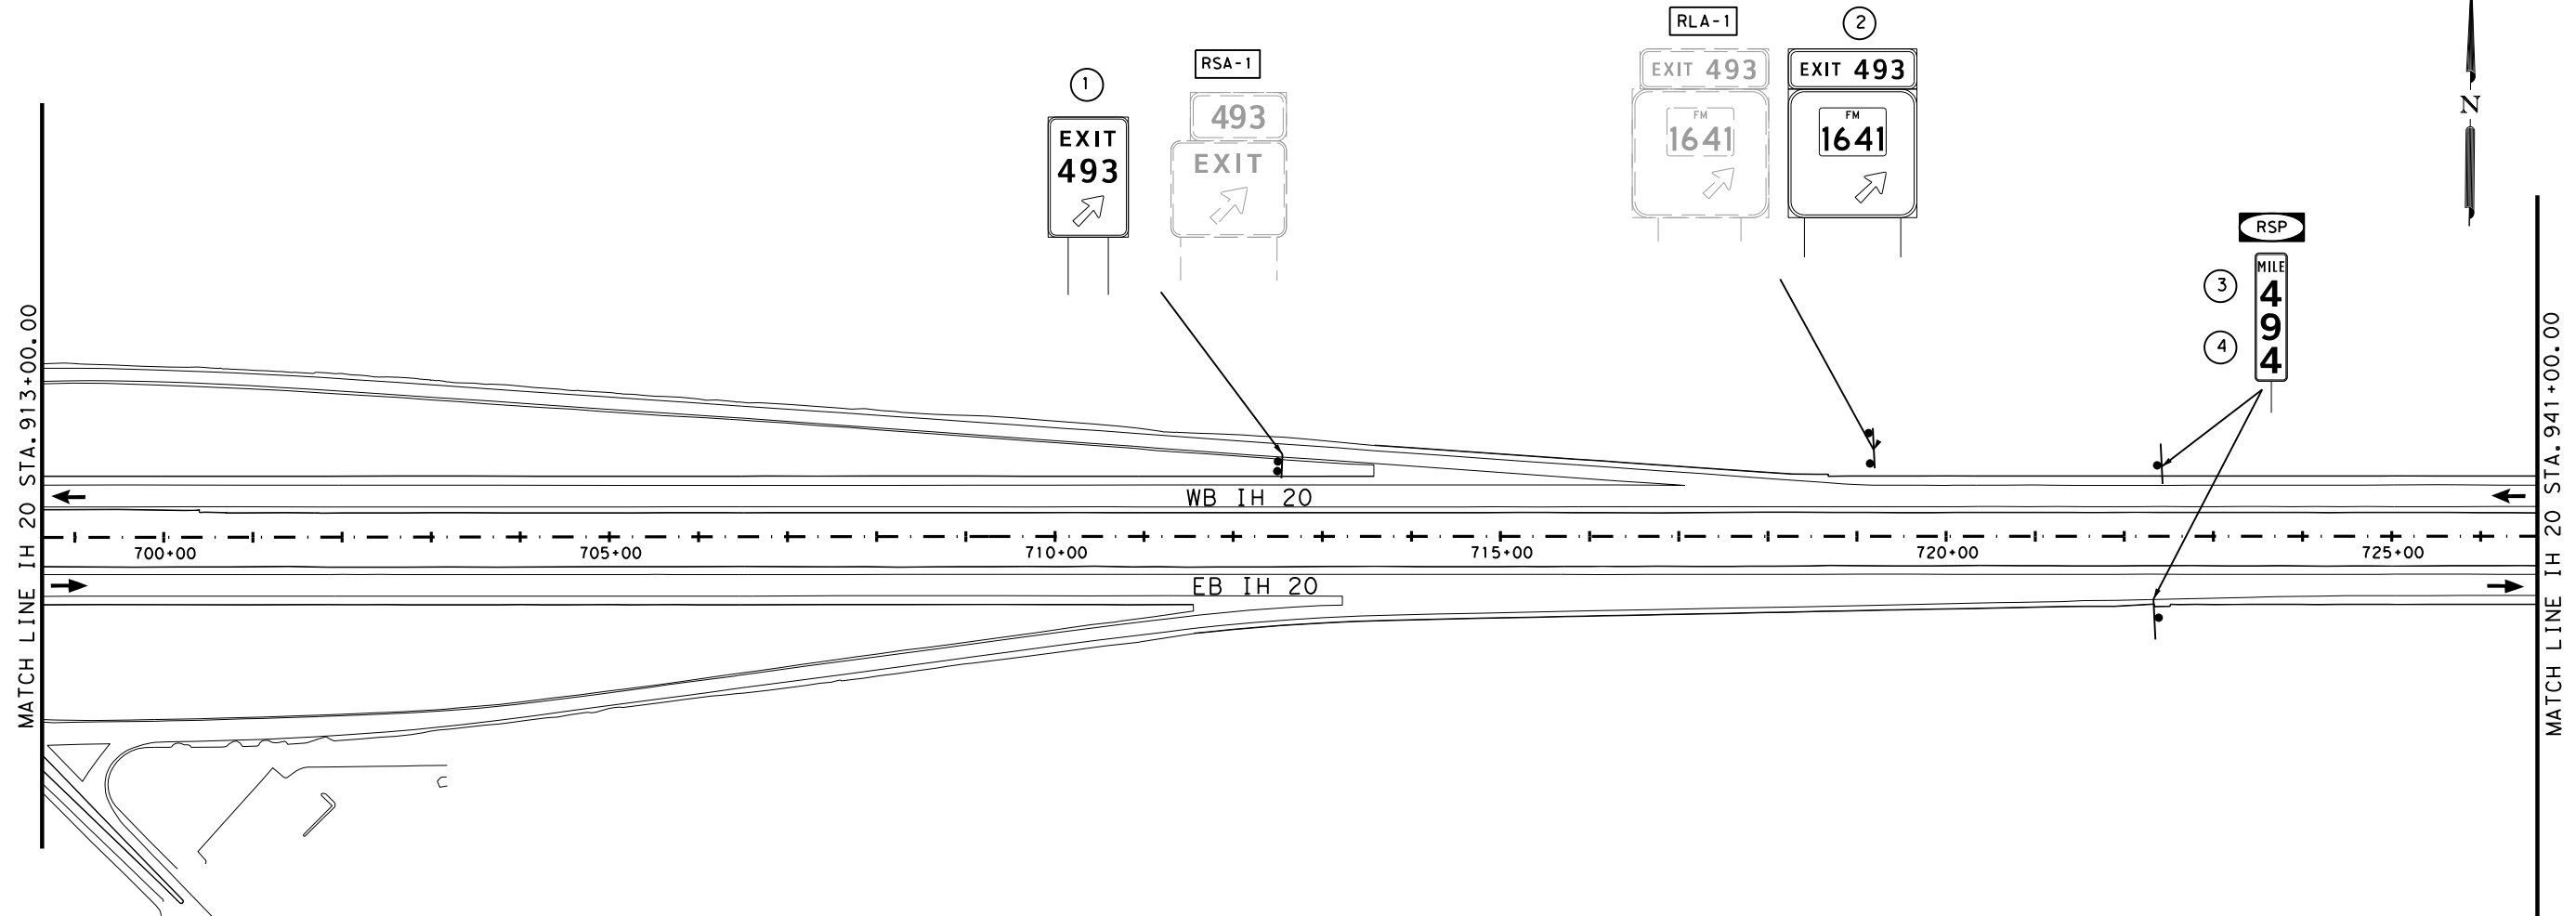 RLA-1
2
RSA-1
1
EXIT 493
EXIT 493
493
EXIT
EXIT
493
FM
1641
FM
1641
N
RSP
MILE
4
9
4
3
4
MATCH LINE IH 20 STA. 913+00.00
MATCH LINE IH 20 STA. 941+00.00
WB IH 20
700+00
705+00
710+00
715+00
720+00
725+00
EB IH 20